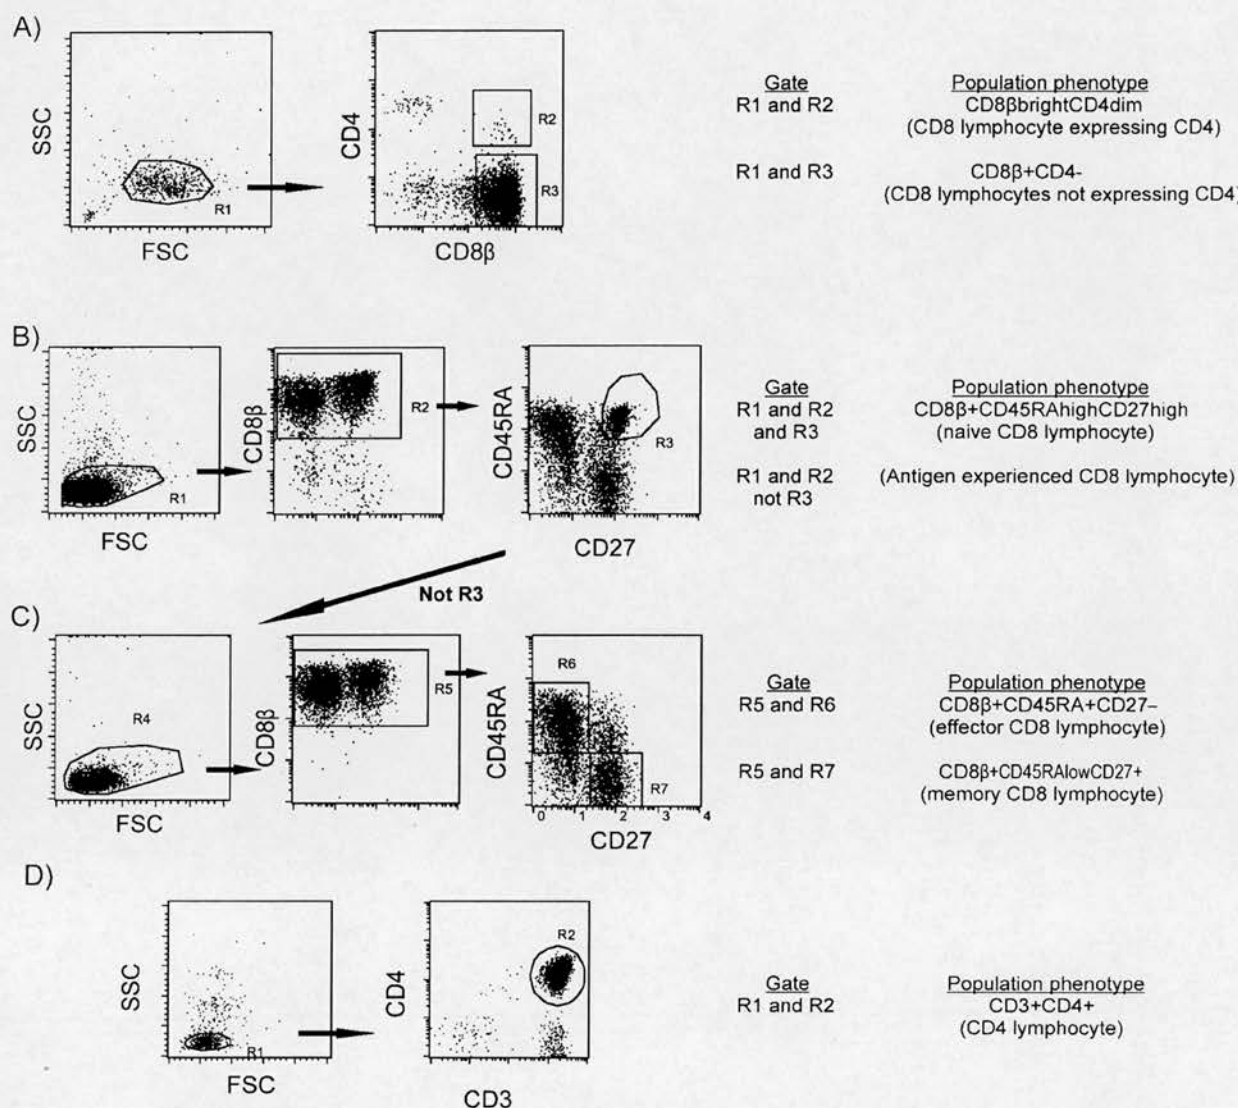 A)
SSC
FSC
R1
CD4
CD8β
R2
R3
Gate
Population phenotype
R1 and R2
CD8βbrightCD4dim
(CD8 lymphocyte expressing CD4)
R1 and R3
CD8β+CD4-
(CD8 lymphocytes not expressing CD4)
B)
SSC
FSC
R1
CD8β
R2
CD45RA
CD27
R3
Gate
Population phenotype
R1 and R2
and R3
CD8β+CD45RAhighCD27high
(naive CD8 lymphocyte)
R1 and R2
not R3
(Antigen experienced CD8 lymphocyte)
Not R3
C)
SSC
FSC
R4
CD8β
R5
CD45RA
CD27
R6
R7
0 1 2 3 4
Gate
Population phenotype
R5 and R6
CD8β+CD45RA+CD27–
(effector CD8 lymphocyte)
R5 and R7
CD8β+CD45RAlowCD27+
(memory CD8 lymphocyte)
D)
SSC
FSC
R1
CD4
CD3
R2
Gate
Population phenotype
R1 and R2
CD3+CD4+
(CD4 lymphocyte)